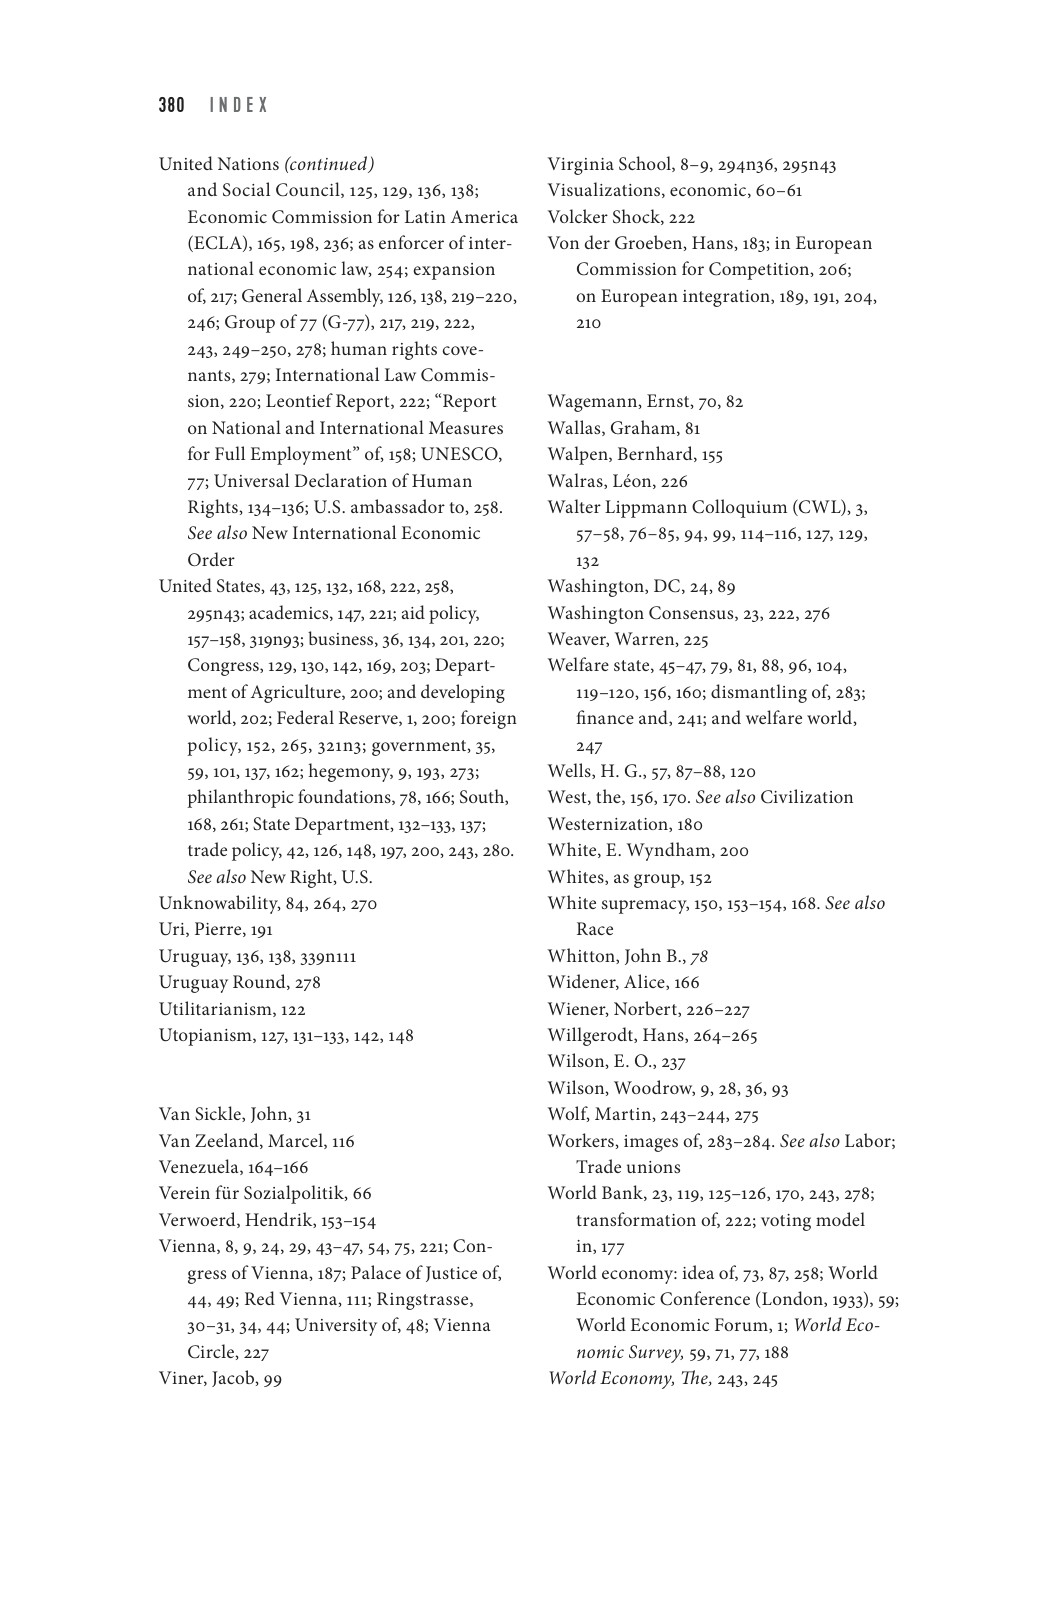 380 INDEX
United Nations (continued)
and Social Council, 125, 129, 136, 138;
Economic Commission for Latin America
(ECLA), 165, 198, 236; as enforcer of inter-
national economic law, 254; expansion
of, 217; General Assembly, 126, 138, 219–220,
246; Group of 77 (G-77), 217, 219, 222,
243, 249–250, 278; human rights cove-
nants, 279; International Law Commis-
sion, 220; Leontief Report, 222; “Report
on National and International Measures
for Full Employment” of, 158; UNESCO,
77; Universal Declaration of Human
Rights, 134–136; U.S. ambassador to, 258.
See also New International Economic
Order
United States, 43, 125, 132, 168, 222, 258,
295n43; academics, 147, 221; aid policy,
157–158, 319n93; business, 36, 134, 201, 220;
Congress, 129, 130, 142, 169, 203; Depart-
ment of Agriculture, 200; and developing
world, 202; Federal Reserve, 1, 200; foreign
policy, 152, 265, 321n3; government, 35,
59, 101, 137, 162; hegemony, 9, 193, 273;
philanthropic foundations, 78, 166; South,
168, 261; State Department, 132–133, 137;
trade policy, 42, 126, 148, 197, 200, 243, 280.
See also New Right, U.S.
Unknowability, 84, 264, 270
Uri, Pierre, 191
Uruguay, 136, 138, 339n111
Uruguay Round, 278
Utilitarianism, 122
Utopianism, 127, 131–133, 142, 148
Van Sickle, John, 31
Van Zeeland, Marcel, 116
Venezuela, 164–166
Verein für Sozialpolitik, 66
Verwoerd, Hendrik, 153–154
Vienna, 8, 9, 24, 29, 43–47, 54, 75, 221; Con-
gress of Vienna, 187; Palace of Justice of,
44, 49; Red Vienna, 111; Ringstrasse,
30–31, 34, 44; University of, 48; Vienna
Circle, 227
Viner, Jacob, 99
Virginia School, 8–9, 294n36, 295n43
Visualizations, economic, 60–61
Volcker Shock, 222
Von der Groeben, Hans, 183; in European
Commission for Competition, 206;
on European integration, 189, 191, 204,
210
Wagemann, Ernst, 70, 82
Wallas, Graham, 81
Walpen, Bernhard, 155
Walras, Léon, 226
Walter Lippmann Colloquium (CWL), 3,
57–58, 76–85, 94, 99, 114–116, 127, 129,
132
Washington, DC, 24, 89
Washington Consensus, 23, 222, 276
Weaver, Warren, 225
Welfare state, 45–47, 79, 81, 88, 96, 104,
119–120, 156, 160; dismantling of, 283;
finance and, 241; and welfare world,
247
Wells, H. G., 57, 87–88, 120
West, the, 156, 170. See also Civilization
Westernization, 180
White, E. Wyndham, 200
Whites, as group, 152
White supremacy, 150, 153–154, 168. See also
Race
Whitton, John B., 78
Widener, Alice, 166
Wiener, Norbert, 226–227
Willgerodt, Hans, 264–265
Wilson, E. O., 237
Wilson, Woodrow, 9, 28, 36, 93
Wolf, Martin, 243–244, 275
Workers, images of, 283–284. See also Labor;
Trade unions
World Bank, 23, 119, 125–126, 170, 243, 278;
transformation of, 222; voting model
in, 177
World economy: idea of, 73, 87, 258; World
Economic Conference (London, 1933), 59;
World Economic Forum, 1; World Eco-
nomic Survey, 59, 71, 77, 188
World Economy, The, 243, 245